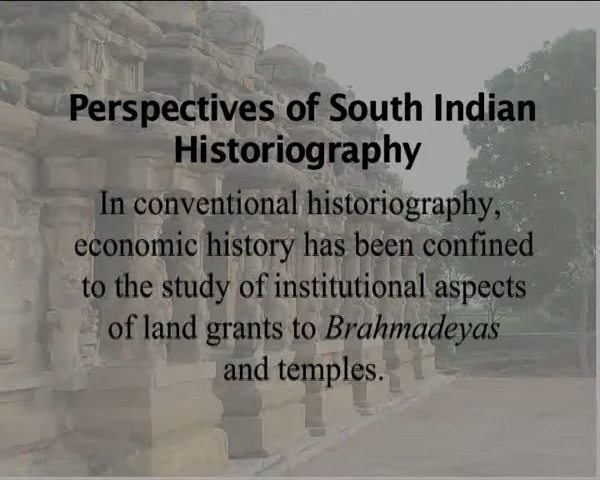 Perspectives of South Indian
Historiography
In conventional historiography,
economic history has been confined
to the study of institutional aspects
of land grants to Brahmadeyas
and temples.